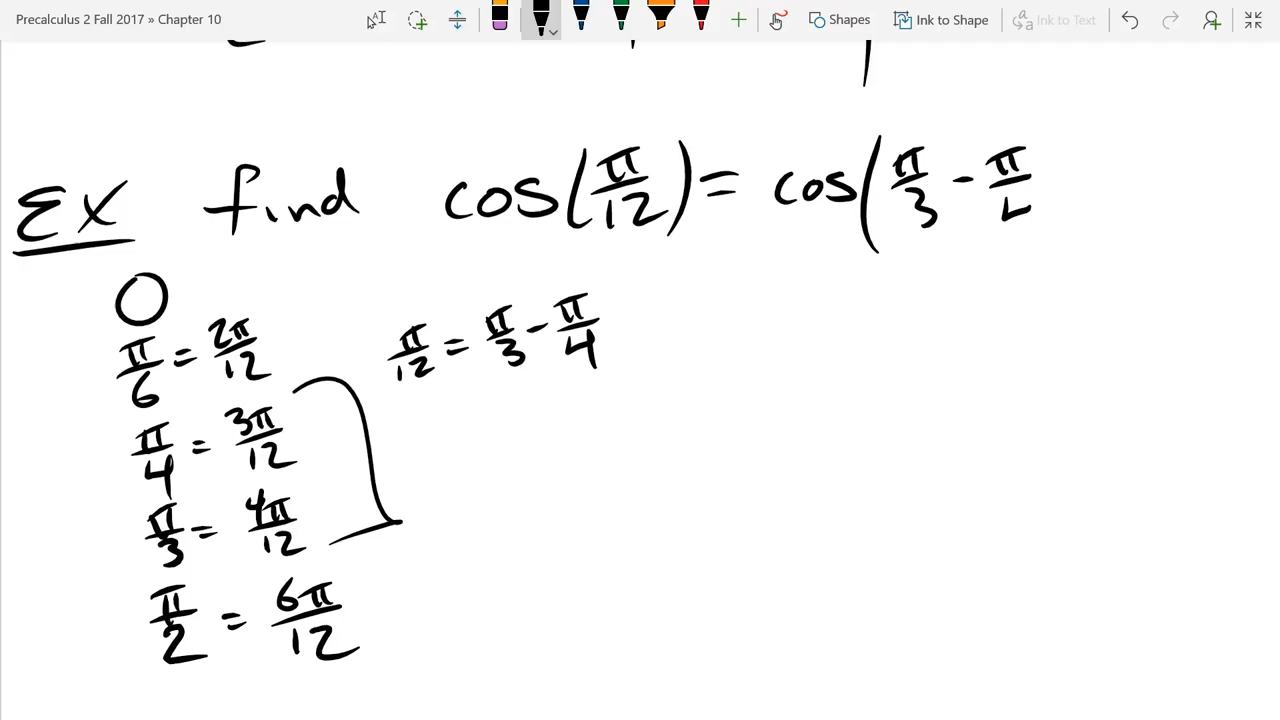 Precalculus 2 Fall 2017 » Chapter 10
Shapes
Ink to Shape
Ink to Text
Ex find cos(π/12) = cos(π/3 - π/
0
π/6 = 2π/12
π/12 = π/3 - π/4
π/4 = 3π/12
π/3 = 4π/12
π/2 = 6π/12